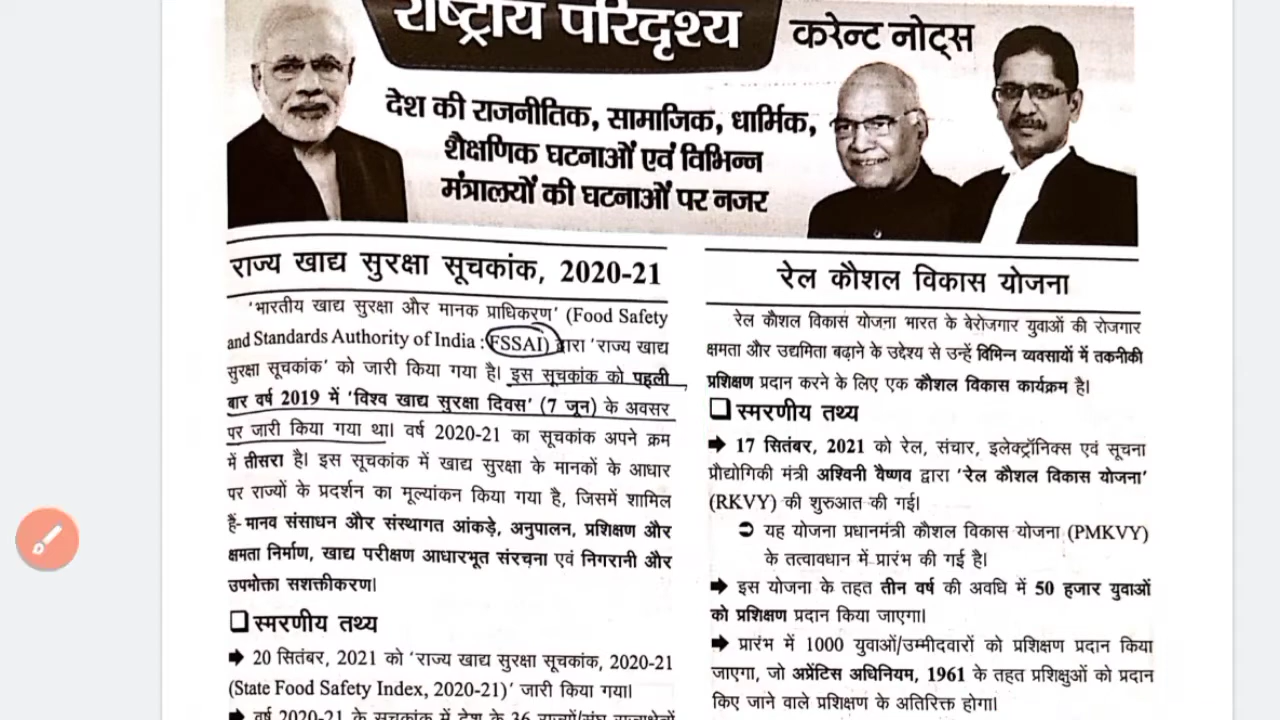 राष्ट्रीय परिदृश्य
करेन्ट नोट्स
देश की राजनीतिक, सामाजिक, धार्मिक,
शैक्षणिक घटनाओं एवं विभिन्न
मंत्रालयों की घटनाओं पर नजर
राज्य खाद्य सुरक्षा सूचकांक, 2020-21
'भारतीय खाद्य सुरक्षा और मानक प्राधिकरण' (Food Safety
and Standards Authority of India : FSSAI) द्वारा 'राज्य खाद्य
सुरक्षा सूचकांक' को जारी किया गया है। इस सूचकांक को पहली
बार वर्ष 2019 में 'विश्व खाद्य सुरक्षा दिवस' (7 जून) के अवसर
पर जारी किया गया था। वर्ष 2020-21 का सूचकांक अपने क्रम
में तीसरा है। इस सूचकांक में खाद्य सुरक्षा के मानकों के आधार
पर राज्यों के प्रदर्शन का मूल्यांकन किया गया है, जिसमें शामिल
हैं- मानव संसाधन और संस्थागत आंकड़े, अनुपालन, प्रशिक्षण और
क्षमता निर्माण, खाद्य परीक्षण आधारभूत संरचना एवं निगरानी और
उपभोक्ता सशक्तीकरण।
स्मरणीय तथ्य
20 सितंबर, 2021 को 'राज्य खाद्य सुरक्षा सूचकांक, 2020-21
(State Food Safety Index, 2020-21)' जारी किया गया।
वर्ष 2020-21 के सूचकांक में देश के 36 राज्यों/संघ राज्यक्षेत्रों
रेल कौशल विकास योजना
रेल कौशल विकास योजना भारत के बेरोजगार युवाओं की रोजगार
क्षमता और उद्यमिता बढ़ाने के उद्देश्य से उन्हें विभिन्न व्यवसायों में तकनीकी
प्रशिक्षण प्रदान करने के लिए एक कौशल विकास कार्यक्रम है।
स्मरणीय तथ्य
17 सितंबर, 2021 को रेल, संचार, इलेक्ट्रॉनिक्स एवं सूचना
प्रौद्योगिकी मंत्री अश्विनी वैष्णव द्वारा 'रेल कौशल विकास योजना'
(RKVY) की शुरुआत की गई।
यह योजना प्रधानमंत्री कौशल विकास योजना (PMKVY)
के तत्वावधान में प्रारंभ की गई है।
इस योजना के तहत तीन वर्ष की अवधि में 50 हजार युवाओं
को प्रशिक्षण प्रदान किया जाएगा।
प्रारंभ में 1000 युवाओं/उम्मीदवारों को प्रशिक्षण प्रदान किया
जाएगा, जो अप्रेंटिस अधिनियम, 1961 के तहत प्रशिक्षुओं को प्रदान
किए जाने वाले प्रशिक्षण के अतिरिक्त होगा।